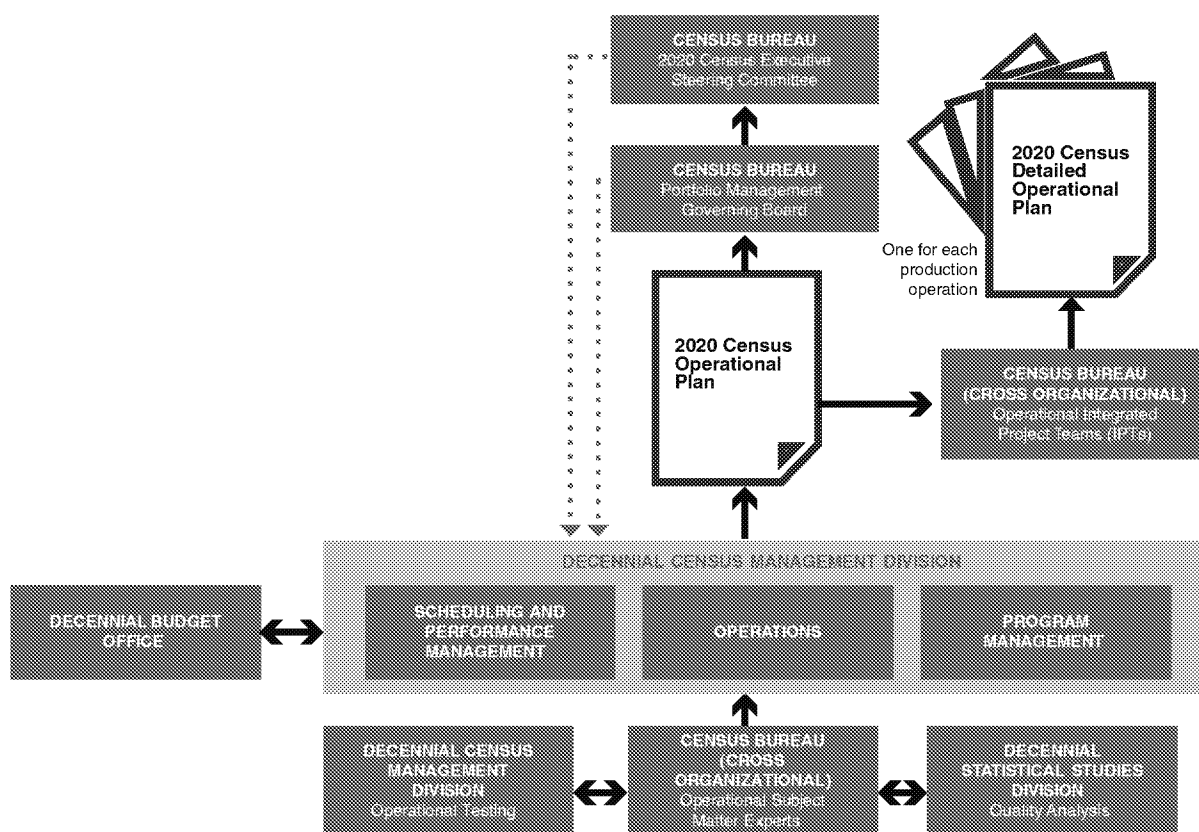 CENSUS BUREAU
2020 Census Executive
Steering Committee
CENSUS BUREAU
Portfolio Management
Governing Board
2020 Census
Detailed
Operational
Plan
One for each
production
operation
2020 Census
Operational
Plan
CENSUS BUREAU
(CROSS ORGANIZATIONAL)
Operational Integrated
Project Teams (IPTs)
DECENNIAL CENSUS MANAGEMENT DIVISION
DECENNIAL BUDGET
OFFICE
SCHEDULING AND
PERFORMANCE
MANAGEMENT
OPERATIONS
PROGRAM
MANAGEMENT
DECENNIAL CENSUS
MANAGEMENT
DIVISION
Operational Testing
CENSUS BUREAU
(CROSS
ORGANIZATIONAL)
Operational Subject
Matter Experts
DECENNIAL
STATISTICAL STUDIES
DIVISION
Quality Analysis